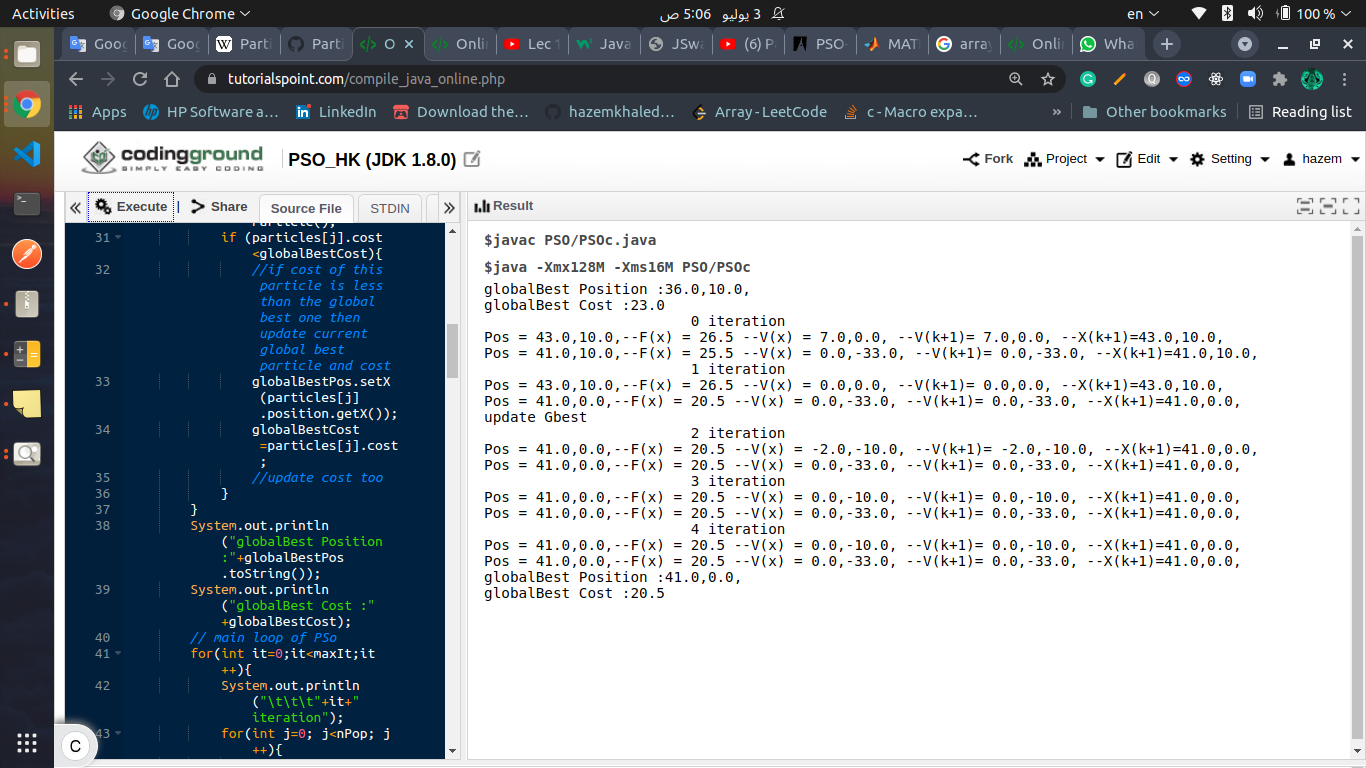 Activities Google Chrome 3 يوليو 5:06 ص en 100 %
Goog Goog Parti Parti O Onlin Lec 1 Java JSwa (6) P PSO- MAT array Onlin Wha
tutorialspoint.com/compile_java_online.php
Apps HP Software a... LinkedIn Download the... hazemkhaled... Array - LeetCode c - Macro expa... » Other bookmarks Reading list
codingground
SIMPLY EASY CODING
PSO_HK (JDK 1.8.0) Fork Project Edit Setting hazem
Execute Share Source File STDIN
31 if (particles[j].cost
<globalBestCost){
32 //if cost of this
particle is less
than the global
best one then
update current
global best
particle and cost
33 globalBestPos.setX
(particles[j]
.position.getX());
34 globalBestCost
=particles[j].cost
;
35 //update cost too
36 }
37 }
38 System.out.println
("globalBest Position
:"+globalBestPos
.toString());
39 System.out.println
("globalBest Cost :"
+globalBestCost);
40 // main loop of PSo
41 for(int it=0;it<maxIt;it
++){
42 System.out.println
("\t\t\t"+it+"
iteration");
43 for(int j=0; j<nPop; j
++){
C
Result
$javac PSO/PSOc.java
$java -Xmx128M -Xms16M PSO/PSOc
globalBest Position :36.0,10.0,
globalBest Cost :23.0
0 iteration
Pos = 43.0,10.0,--F(x) = 26.5 --V(x) = 7.0,0.0, --V(k+1)= 7.0,0.0, --X(k+1)=43.0,10.0,
Pos = 41.0,10.0,--F(x) = 25.5 --V(x) = 0.0,-33.0, --V(k+1)= 0.0,-33.0, --X(k+1)=41.0,10.0,
1 iteration
Pos = 43.0,10.0,--F(x) = 26.5 --V(x) = 0.0,0.0, --V(k+1)= 0.0,0.0, --X(k+1)=43.0,10.0,
Pos = 41.0,0.0,--F(x) = 20.5 --V(x) = 0.0,-33.0, --V(k+1)= 0.0,-33.0, --X(k+1)=41.0,0.0,
update Gbest
2 iteration
Pos = 41.0,0.0,--F(x) = 20.5 --V(x) = -2.0,-10.0, --V(k+1)= -2.0,-10.0, --X(k+1)=41.0,0.0,
Pos = 41.0,0.0,--F(x) = 20.5 --V(x) = 0.0,-33.0, --V(k+1)= 0.0,-33.0, --X(k+1)=41.0,0.0,
3 iteration
Pos = 41.0,0.0,--F(x) = 20.5 --V(x) = 0.0,-10.0, --V(k+1)= 0.0,-10.0, --X(k+1)=41.0,0.0,
Pos = 41.0,0.0,--F(x) = 20.5 --V(x) = 0.0,-33.0, --V(k+1)= 0.0,-33.0, --X(k+1)=41.0,0.0,
4 iteration
Pos = 41.0,0.0,--F(x) = 20.5 --V(x) = 0.0,-10.0, --V(k+1)= 0.0,-10.0, --X(k+1)=41.0,0.0,
Pos = 41.0,0.0,--F(x) = 20.5 --V(x) = 0.0,-33.0, --V(k+1)= 0.0,-33.0, --X(k+1)=41.0,0.0,
globalBest Position :41.0,0.0,
globalBest Cost :20.5